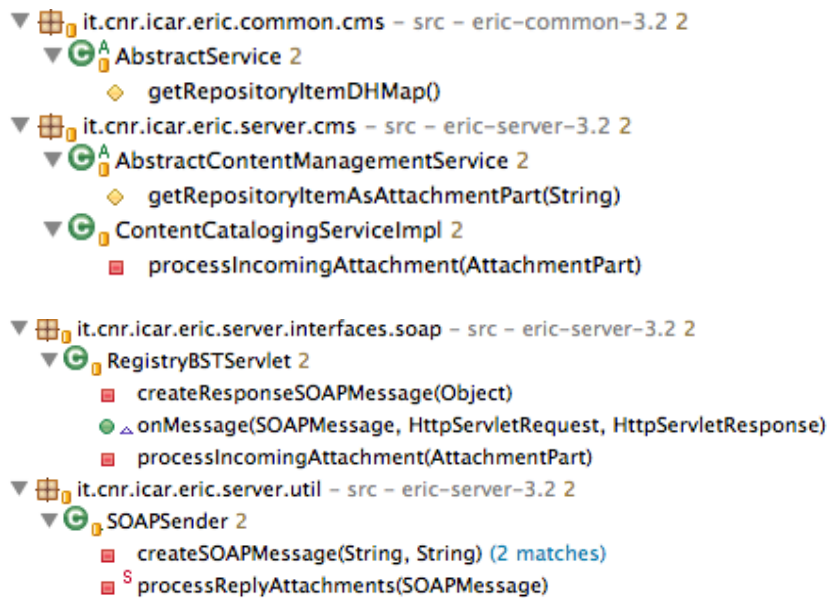 it.cnr.icar.eric.common.cms – src – eric-common-3.2 2
A AbstractService 2
getRepositoryItemDHMap()
it.cnr.icar.eric.server.cms – src – eric-server-3.2 2
A AbstractContentManagementService 2
getRepositoryItemAsAttachmentPart(String)
ContentCatalogingServiceImpl 2
processIncomingAttachment(AttachmentPart)
it.cnr.icar.eric.server.interfaces.soap – src – eric-server-3.2 2
RegistryBSTServlet 2
createResponseSOAPMessage(Object)
onMessage(SOAPMessage, HttpServletRequest, HttpServletResponse)
processIncomingAttachment(AttachmentPart)
it.cnr.icar.eric.server.util – src – eric-server-3.2 2
SOAPSender 2
createSOAPMessage(String, String) (2 matches)
S processReplyAttachments(SOAPMessage)